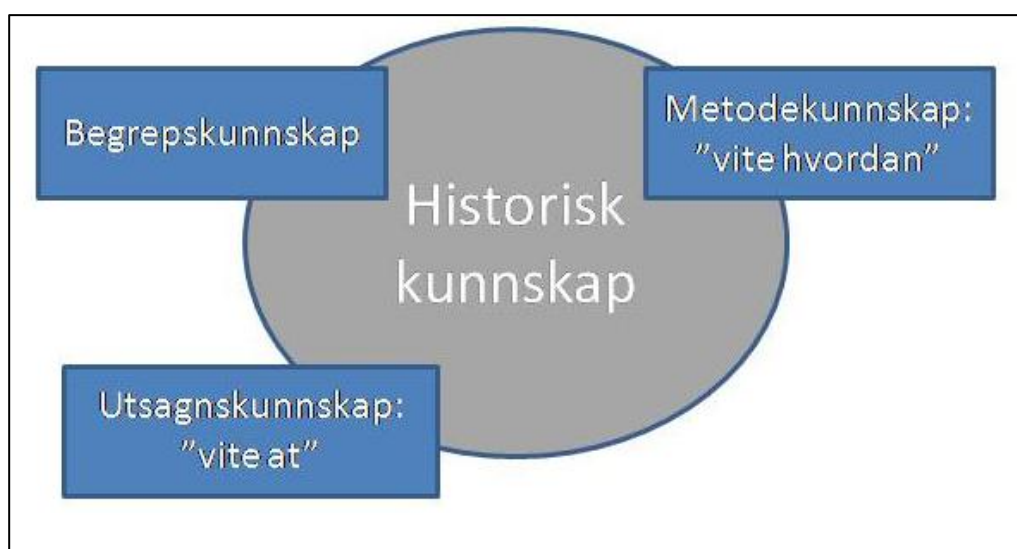 Begrepskunnskap
Metodekunnskap:
”vite hvordan”
Historisk
kunnskap
Utsagnskunnskap:
”vite at”